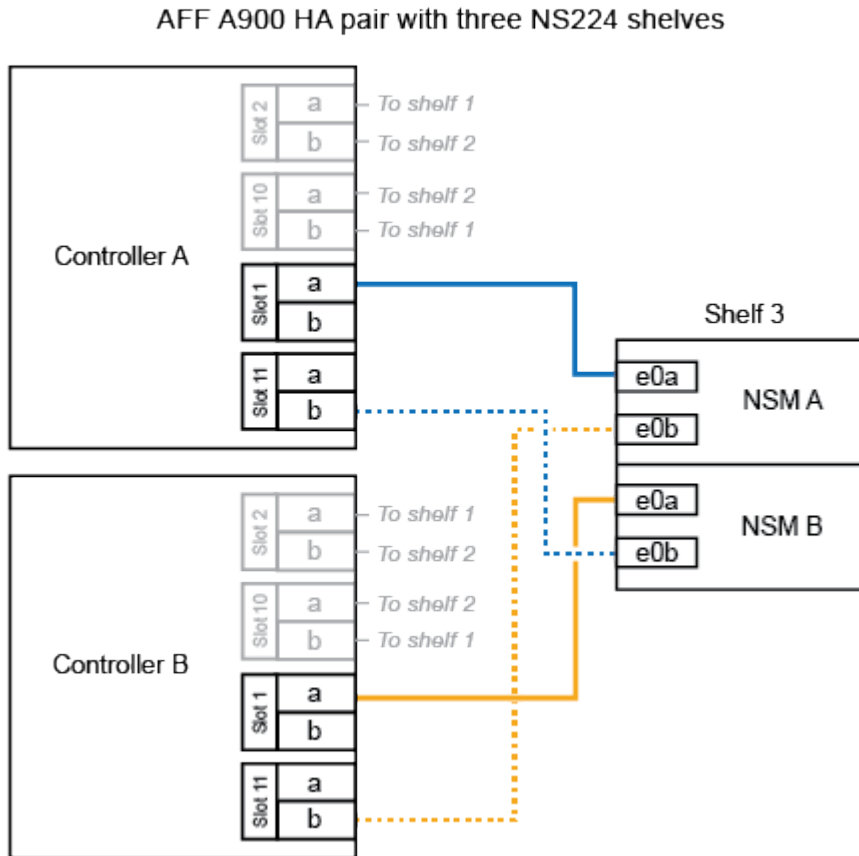 AFF A900 HA pair with three NS224 shelves
Controller A
Slot 2
a
To shelf 1
b
To shelf 2
Slot 10
a
To shelf 2
b
To shelf 1
Slot 1
a
b
Slot 11
a
b
Shelf 3
e0a
NSM A
e0b
e0a
NSM B
e0b
Controller B
Slot 2
a
To shelf 1
b
To shelf 2
Slot 10
a
To shelf 2
b
To shelf 1
Slot 1
a
b
Slot 11
a
b